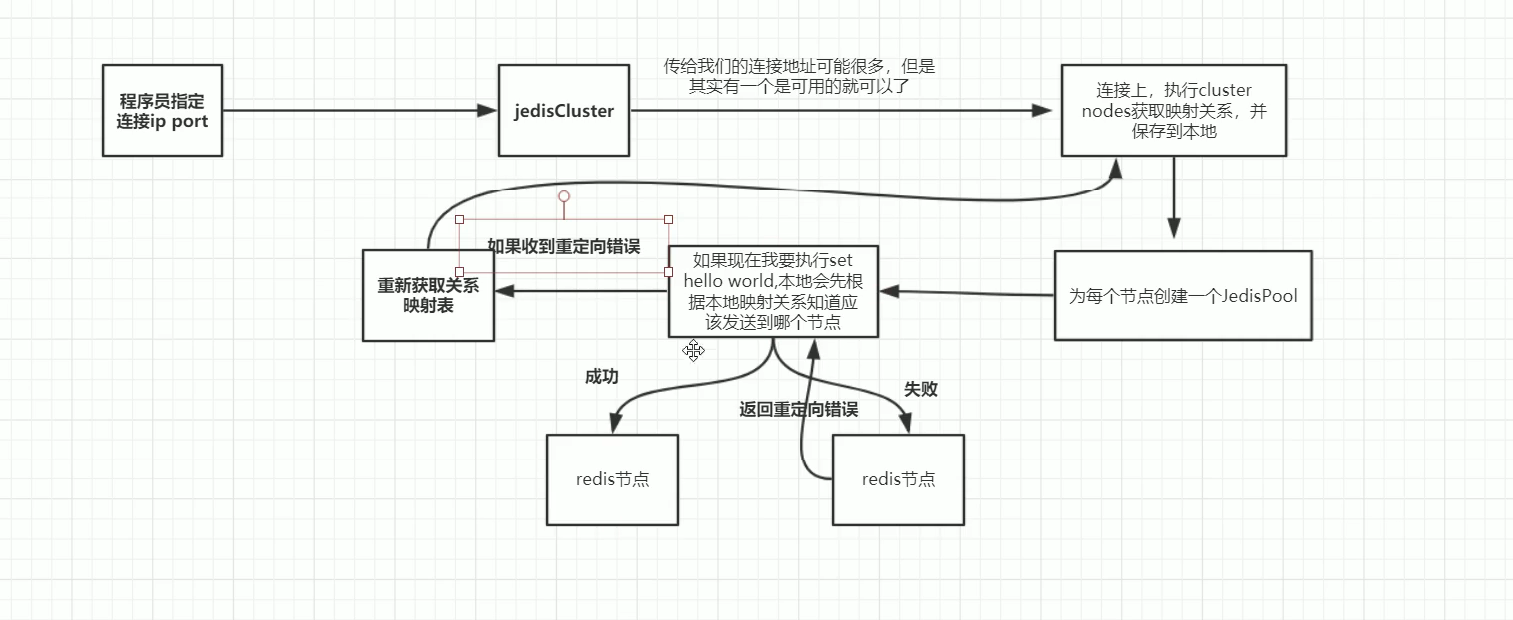 程序员指定
连接ip port
jedisCluster
传给我们的连接地址可能很多，但是
其实有一个是可用的就可以了
连接上，执行cluster
nodes获取映射关系，并
保存到本地
如果收到重定向错误
重新获取关系
映射表
如果现在我要执行set
hello world,本地会先根
据本地映射关系知道应
该发送到哪个节点
为每个节点创建一个JedisPool
成功
失败
返回重定向错误
redis节点
redis节点